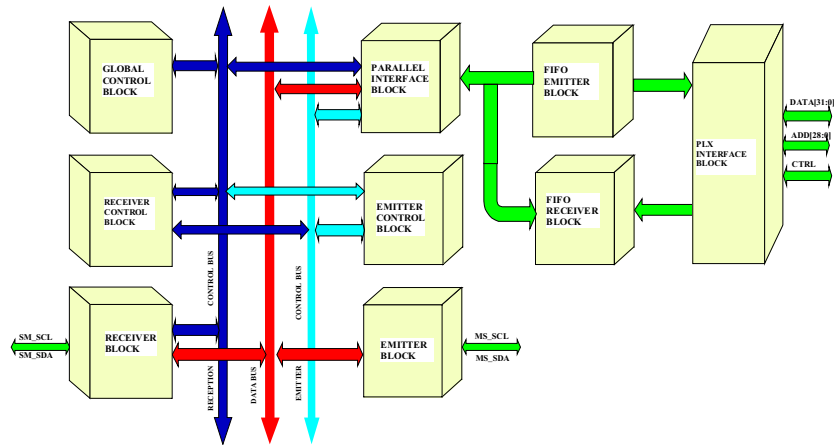 GLOBAL
CONTROL
BLOCK
PARALLEL
INTERFACE
BLOCK
FIFO
EMITTER
BLOCK
PLX
INTERFACE
BLOCK
DATA[31:0]
ADD[28:0]
CTRL
RECEIVER
CONTROL
BLOCK
EMITTER
CONTROL
BLOCK
FIFO
RECEIVER
BLOCK
RECEIVER
BLOCK
EMITTER
BLOCK
SM_SCL
SM_SDA
MS_SCL
MS_SDA
RECEPTION CONTROL BUS
DATA BUS
EMITTER CONTROL BUS